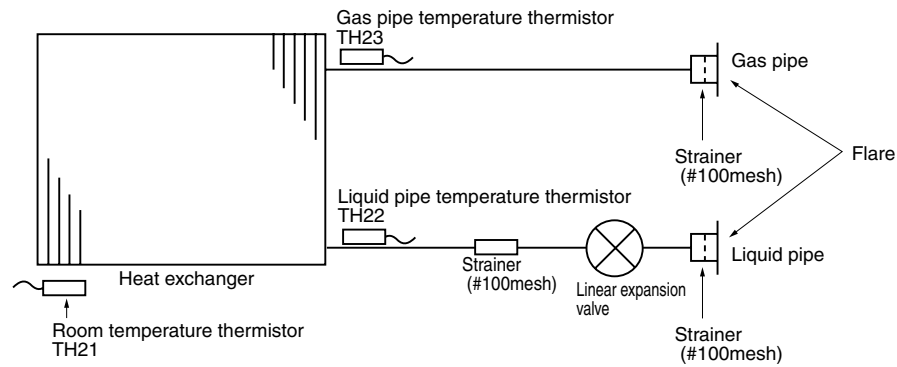 Gas pipe temperature thermistor
TH23
Gas pipe
Strainer
(#100mesh)
Flare
Liquid pipe temperature thermistor
TH22
Liquid pipe
Strainer
(#100mesh)
Linear expansion
valve
Heat exchanger
Room temperature thermistor
TH21
Strainer
(#100mesh)